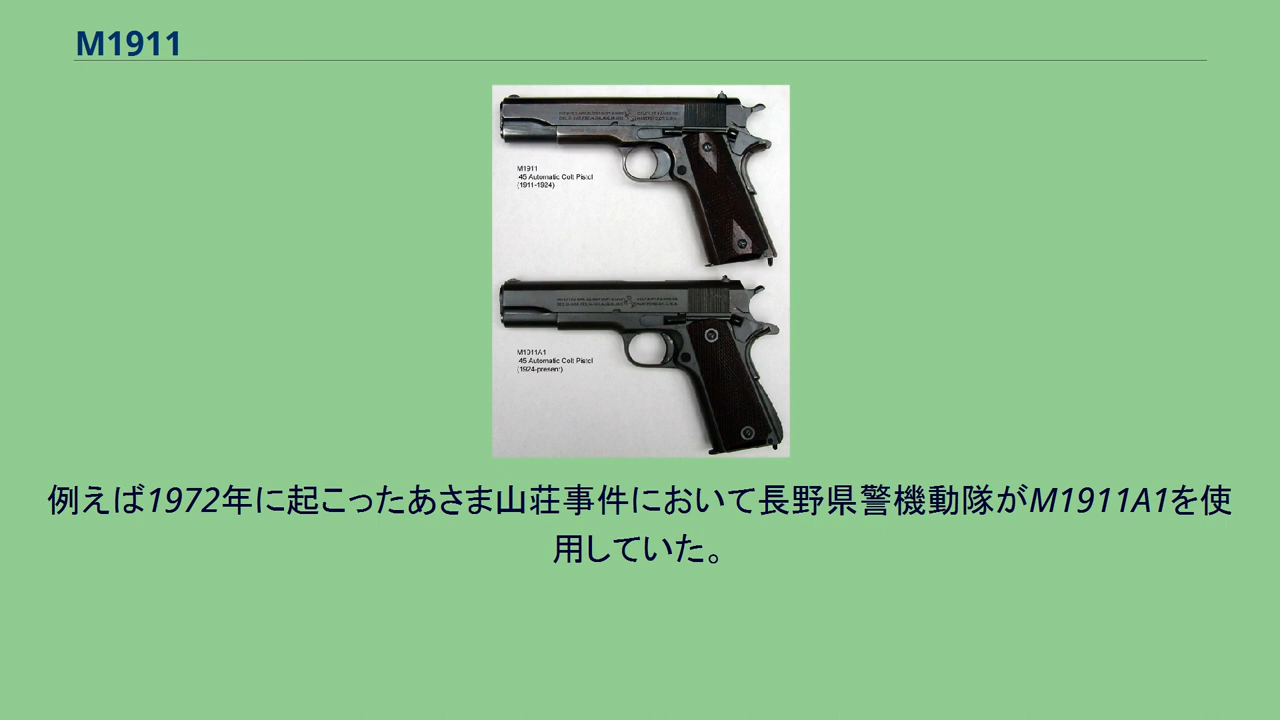 M1911
M1911
.45 Automatic Colt Pistol
(1911-1924)
M1911A1
.45 Automatic Colt Pistol
(1924-present)
例えば1972年に起こったあさま山荘事件において長野県警機動隊がM1911A1を使
用していた。